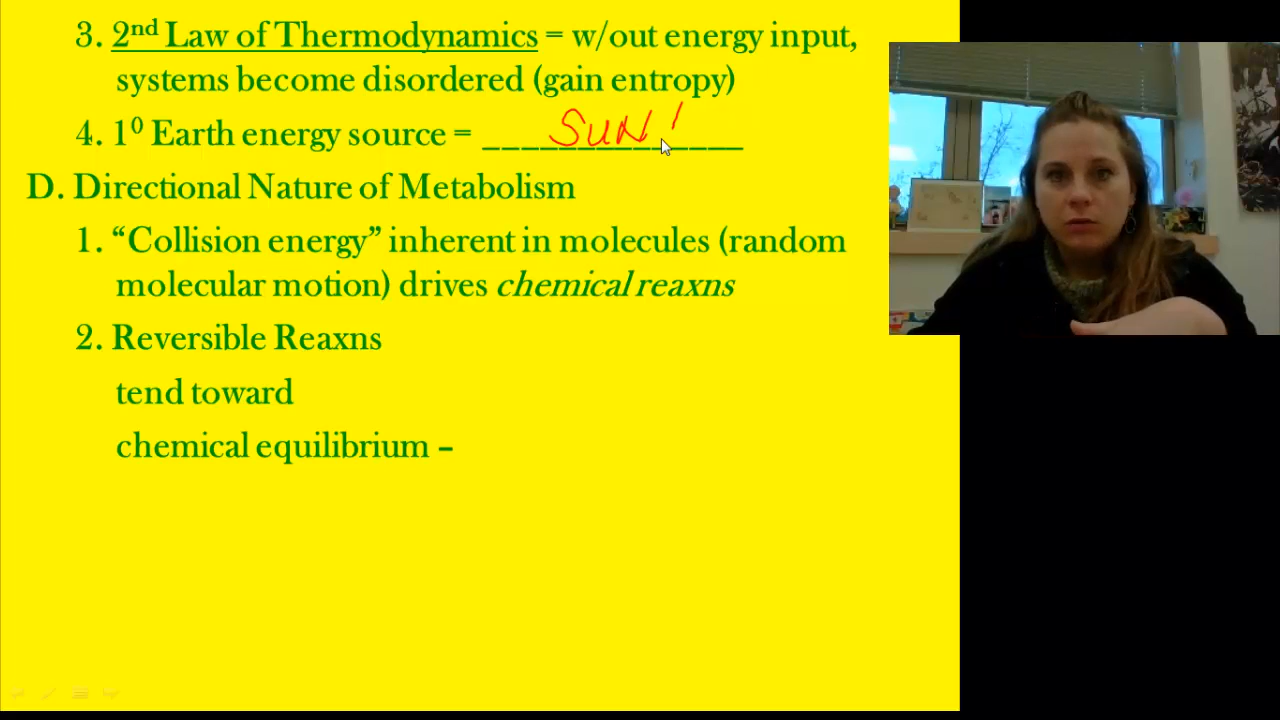 3. 2nd Law of Thermodynamics = w/out energy input,
systems become disordered (gain entropy)
4. 1⁰ Earth energy source = _____________ SUN!
D. Directional Nature of Metabolism
1. “Collision energy” inherent in molecules (random
molecular motion) drives chemical reaxns
2. Reversible Reaxns
tend toward
chemical equilibrium –